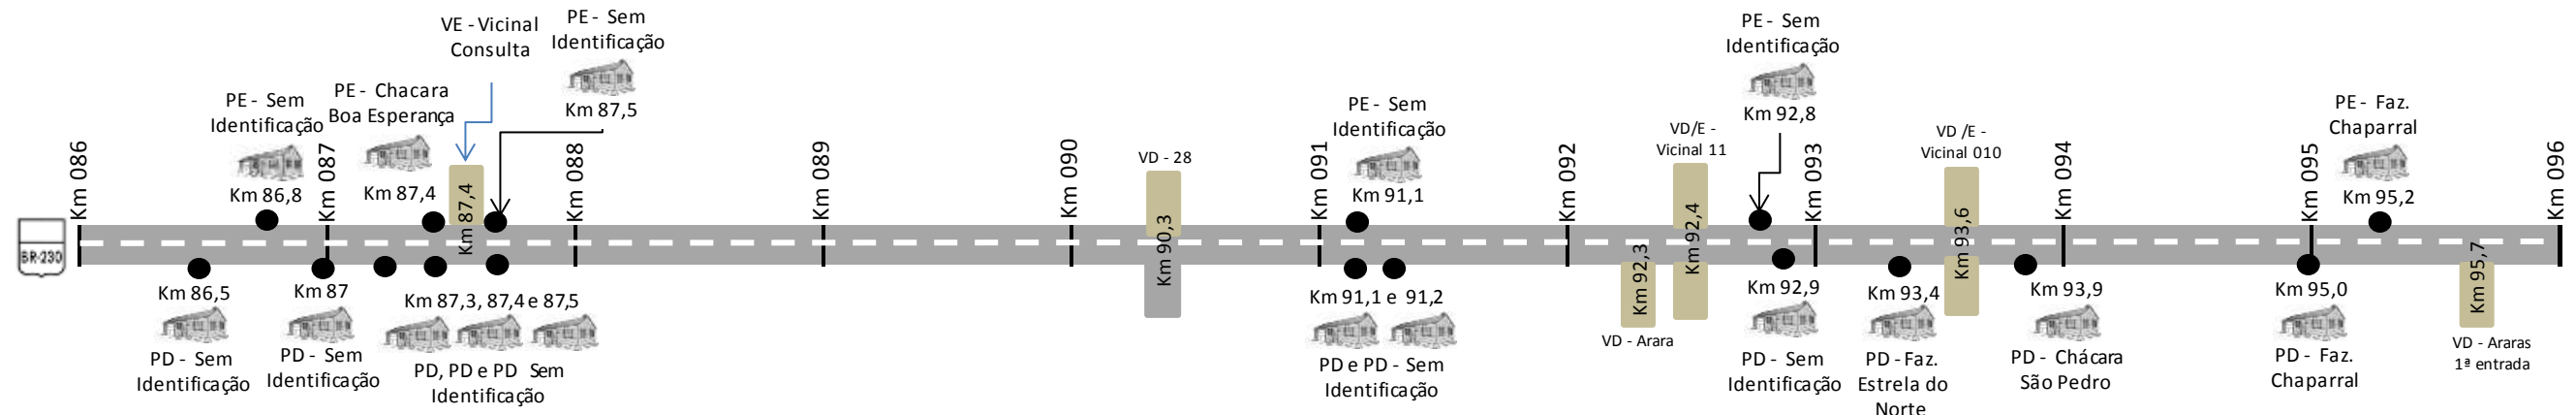 VE - Vicinal
Consulta
PE - Sem
Identificação
Km 87,5
PE - Sem
Identificação
Km 92,8
PE - Sem
Identificação
Km 86,8
PE - Chacara
Boa Esperança
Km 87,4
PE - Sem
Identificação
Km 91,1
PE - Faz.
Chaparral
Km 95,2
VD - 28
VD/E -
Vicinal 11
VD /E -
Vicinal 010
Km 086
Km 087
Km 088
Km 089
Km 090
Km 091
Km 092
Km 093
Km 094
Km 095
Km 096
BR-230
Km 87,4
Km 90,3
Km 92,3
Km 92,4
Km 93,6
Km 95,7
Km 86,5
PD - Sem
Identificação
Km 87
PD - Sem
Identificação
Km 87,3, 87,4 e 87,5
PD, PD e PD Sem
Identificação
Km 91,1 e 91,2
PD e PD - Sem
Identificação
VD - Arara
Km 92,9
PD - Sem
Identificação
Km 93,4
PD - Faz.
Estrela do
Norte
Km 93,9
PD - Chácara
São Pedro
Km 95,0
PD - Faz.
Chaparral
VD - Araras
1ª entrada